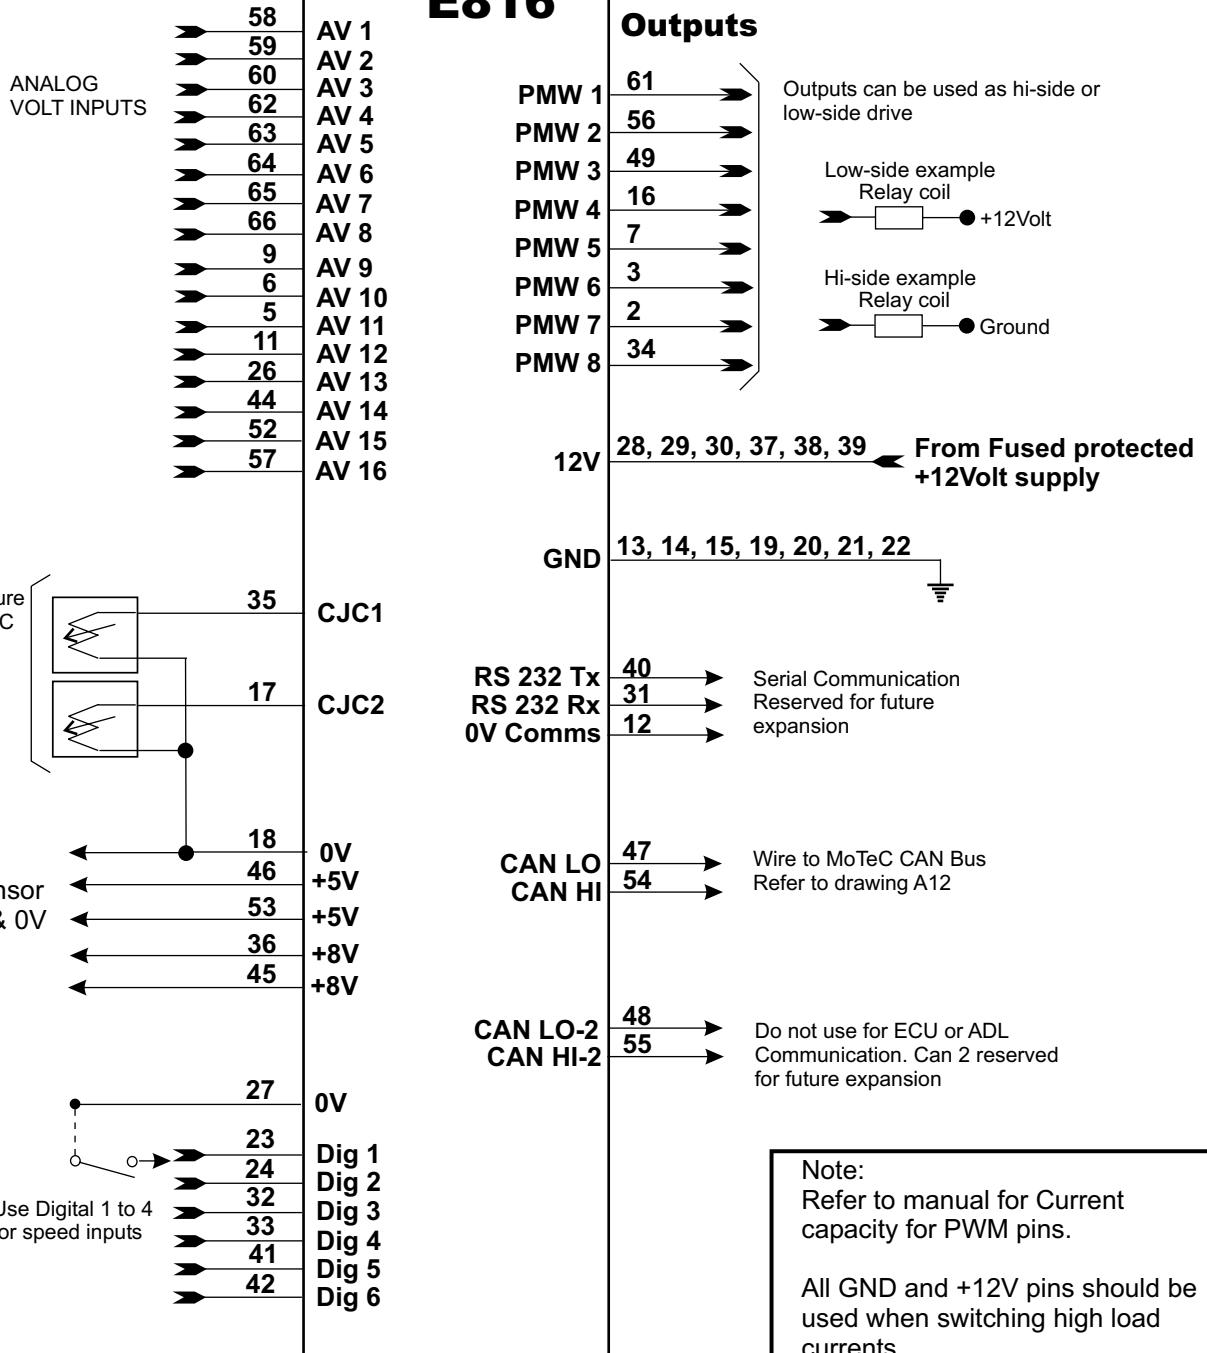 E816
58 AV 1
59 AV 2
60 AV 3
62 AV 4
63 AV 5
64 AV 6
65 AV 7
66 AV 8
9 AV 9
6 AV 10
5 AV 11
11 AV 12
26 AV 13
44 AV 14
52 AV 15
57 AV 16
ANALOG
VOLT INPUTS
35 CJC1
17 CJC2
18 0V
46 +5V
53 +5V
36 +8V
45 +8V
& 0V
27 0V
23 Dig 1
24 Dig 2
32 Dig 3
33 Dig 4
41 Dig 5
42 Dig 6
Use Digital 1 to 4
or speed inputs
Outputs
PMW 1 61
PMW 2 56
PMW 3 49
PMW 4 16
PMW 5 7
PMW 6 3
PMW 7 2
PMW 8 34
Outputs can be used as hi-side or
low-side drive
Low-side example
Relay coil
+12Volt
Hi-side example
Relay coil
Ground
12V 28, 29, 30, 37, 38, 39 From Fused protected
+12Volt supply
GND 13, 14, 15, 19, 20, 21, 22
RS 232 Tx 40
RS 232 Rx 31
0V Comms 12
Serial Communication
Reserved for future
expansion
CAN LO 47
CAN HI 54
Wire to MoTeC CAN Bus
Refer to drawing A12
CAN LO-2 48
CAN HI-2 55
Do not use for ECU or ADL
Communication. Can 2 reserved
for future expansion
Note:
Refer to manual for Current
capacity for PWM pins.
All GND and +12V pins should be
used when switching high load
currents